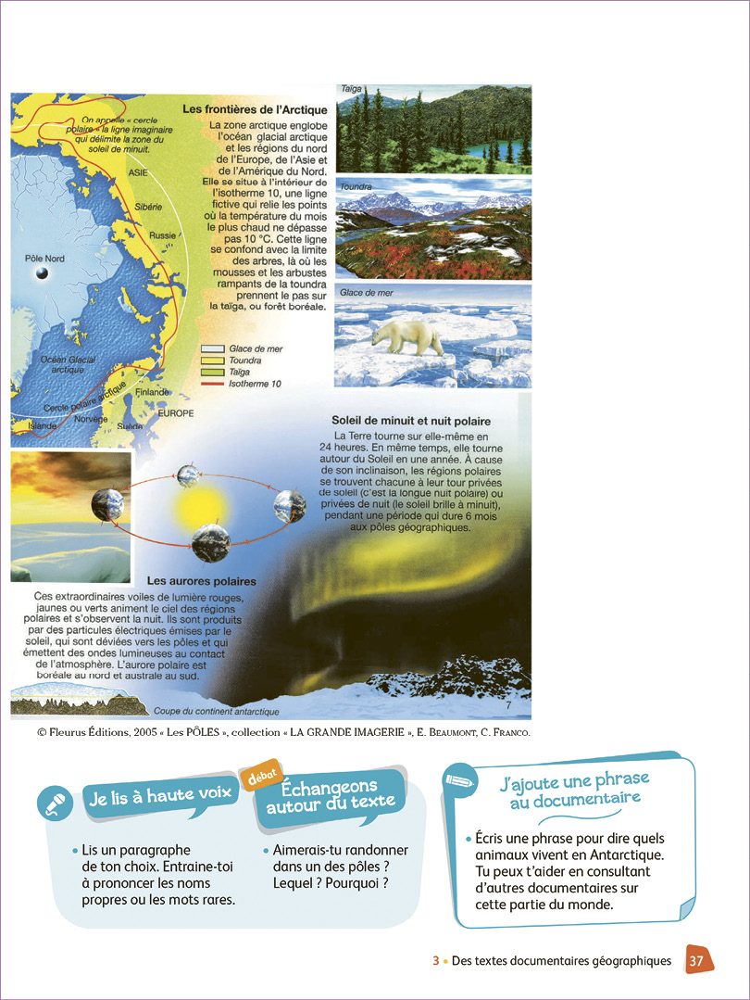 On appelle « cercle
polaire » la ligne imaginaire
qui délimite la zone du
soleil de minuit.
ASIE
Sibérie
Russie
Pôle Nord
Océan Glacial
arctique
Cercle polaire arctique
Finlande
EUROPE
Norvège
Suède
Islande
Les frontières de l'Arctique
La zone arctique englobe
l'océan glacial arctique
et les régions du nord
de l'Europe, de l'Asie et
de l'Amérique du Nord.
Elle se situe à l'intérieur de
l'isotherme 10, une ligne
fictive qui relie les points
où la température du mois
le plus chaud ne dépasse
pas 10 °C. Cette ligne
se confond avec la limite
des arbres, là où les
mousses et les arbustes
rampants de la toundra
prennent le pas sur
la taïga, ou forêt boréale.
Glace de mer
Toundra
Taïga
Isotherme 10
Taïga
Toundra
Glace de mer
Soleil de minuit et nuit polaire
La Terre tourne sur elle-même en
24 heures. En même temps, elle tourne
autour du Soleil en une année. À cause
de son inclinaison, les régions polaires
se trouvent chacune à leur tour privées
de soleil (c'est la longue nuit polaire) ou
privées de nuit (le soleil brille à minuit),
pendant une période qui dure 6 mois
aux pôles géographiques.
Les aurores polaires
Ces extraordinaires voiles de lumière rouges,
jaunes ou verts animent le ciel des régions
polaires et s'observent la nuit. Ils sont produits
par des particules électriques émises par le
soleil, qui sont déviées vers les pôles et qui
émettent des ondes lumineuses au contact
de l'atmosphère. L'aurore polaire est
boréale au nord et australe au sud.
Coupe du continent antarctique
7
© Fleurus Éditions, 2005 « Les PÔLES », collection « LA GRANDE IMAGERIE », E. BEAUMONT, C. FRANCO.
Je lis à haute voix
• Lis un paragraphe
de ton choix. Entraine-toi
à prononcer les noms
propres ou les mots rares.
débat
Échangeons
autour du texte
• Aimerais-tu randonner
dans un des pôles ?
Lequel ? Pourquoi ?
J'ajoute une phrase
au documentaire
• Écris une phrase pour dire quels
animaux vivent en Antarctique.
Tu peux t'aider en consultant
d'autres documentaires sur
cette partie du monde.
3 • Des textes documentaires géographiques
37